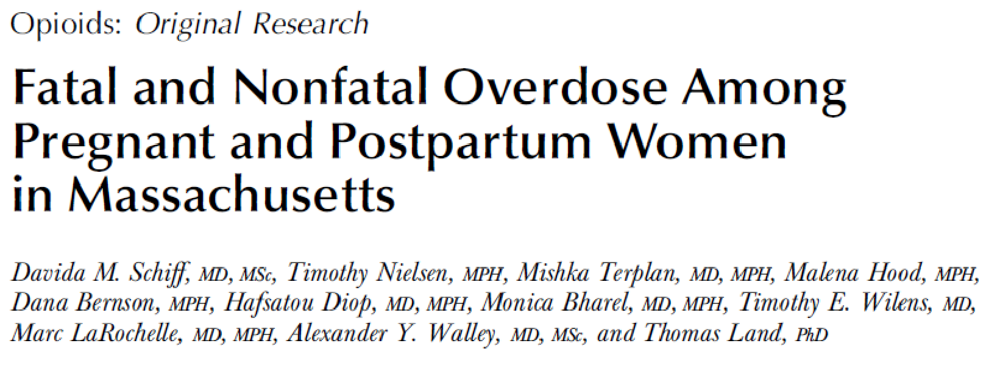 Opioids: Original Research
Fatal and Nonfatal Overdose Among
Pregnant and Postpartum Women
in Massachusetts
Davida M. Schiff, MD, MSc, Timothy Nielsen, MPH, Mishka Terplan, MD, MPH, Malena Hood, MPH,
Dana Bernson, MPH, Hafsatou Diop, MD, MPH, Monica Bharel, MD, MPH, Timothy E. Wilens, MD,
Marc LaRochelle, MD, MPH, Alexander Y. Walley, MD, MSc, and Thomas Land, PhD